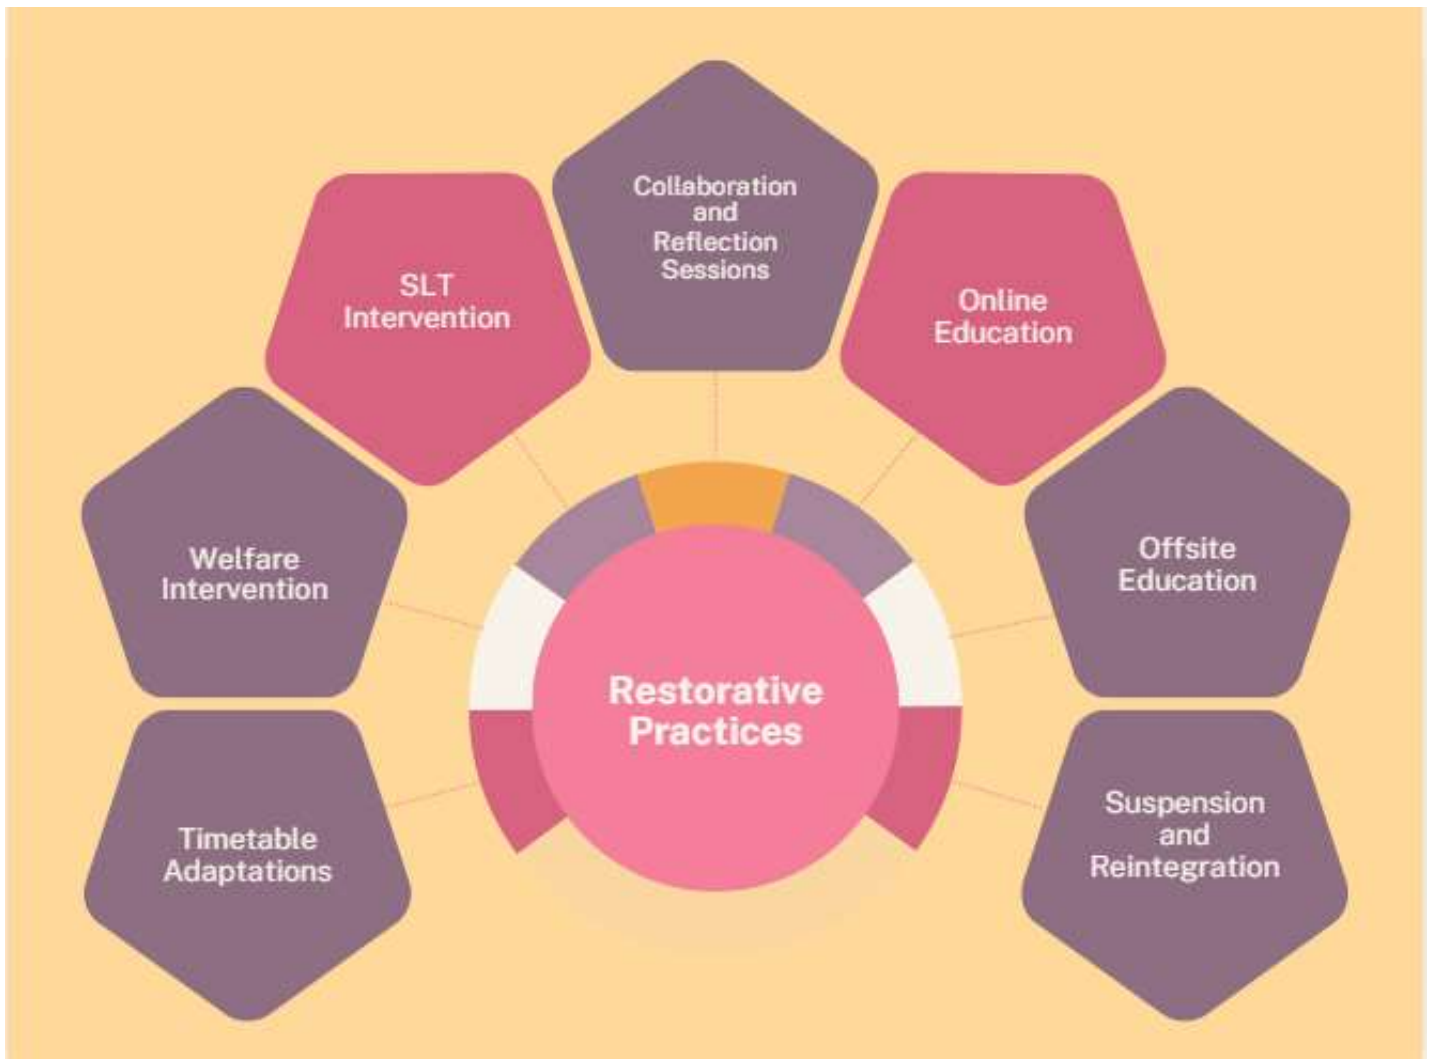 Collaboration
and
Reflection
Sessions
SLT
Intervention
Online
Education
Welfare
Intervention
Offsite
Education
Restorative
Practices
Timetable
Adaptations
Suspension
and
Reintegration